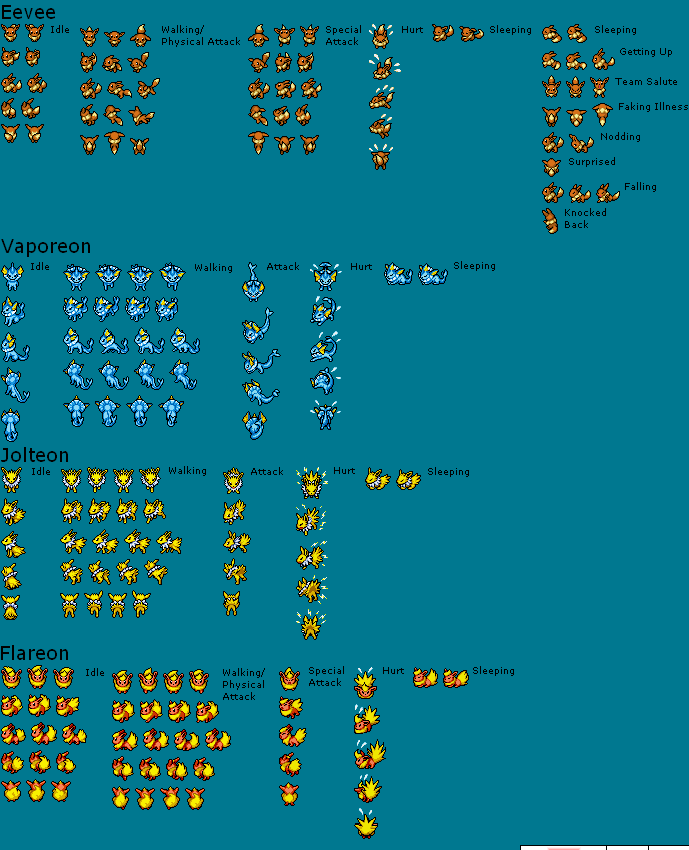 Eevee
Idle
Walking/
Physical Attack
Special
Attack
Hurt
Sleeping
Sleeping
Getting Up
Team Salute
Faking Illness
Nodding
Surprised
Falling
Knocked
Back
Vaporeon
Idle
Walking
Attack
Hurt
Sleeping
Jolteon
Idle
Walking
Attack
Hurt
Sleeping
Flareon
Idle
Walking/
Physical
Attack
Special
Attack
Hurt
Sleeping